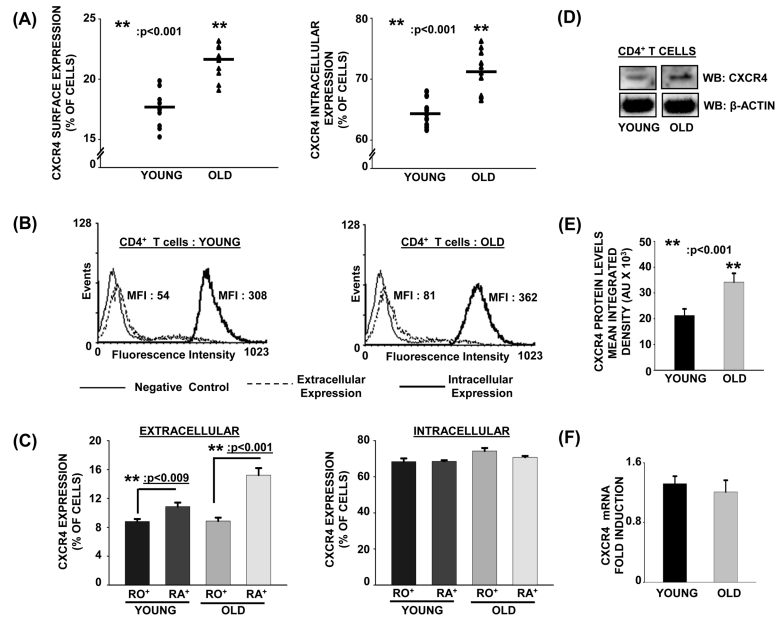 (A)
CXCR4 SURFACE EXPRESSION
(% OF CELLS)
25
20
15
0
** :p<0.001
**
YOUNG OLD
CXCR4 INTRACELLULAR
EXPRESSION
(% OF CELLS)
80
70
60
0
** :p<0.001
**
YOUNG OLD
(B)
128
Events
CD4+ T cells : YOUNG
MFI : 54
MFI : 308
0
Fluorescence Intensity
1023
128
Events
CD4+ T cells : OLD
MFI : 81
MFI : 362
0
Fluorescence Intensity
1023
Negative Control
Extracellular
Expression
Intracellular
Expression
(C)
EXTRACELLULAR
CXCR4 EXPRESSION
(% OF CELLS)
20
16
12
8
4
0
** :p<0.009
** :p<0.001
RO+ RA+ RO+ RA+
YOUNG OLD
INTRACELLULAR
CXCR4 EXPRESSION
(% OF CELLS)
80
60
40
20
0
RO+ RA+ RO+ RA+
YOUNG OLD
(D)
CD4+ T CELLS
WB: CXCR4
WB: β-ACTIN
YOUNG OLD
(E)
CXCR4 PROTEIN LEVELS
MEAN INTEGRATED
DENSITY (AU X 10³)
50
40
30
20
10
0
** :p<0.001
**
YOUNG OLD
(F)
CXCR4 mRNA
FOLD INDUCTION
1.6
1.2
0
YOUNG OLD